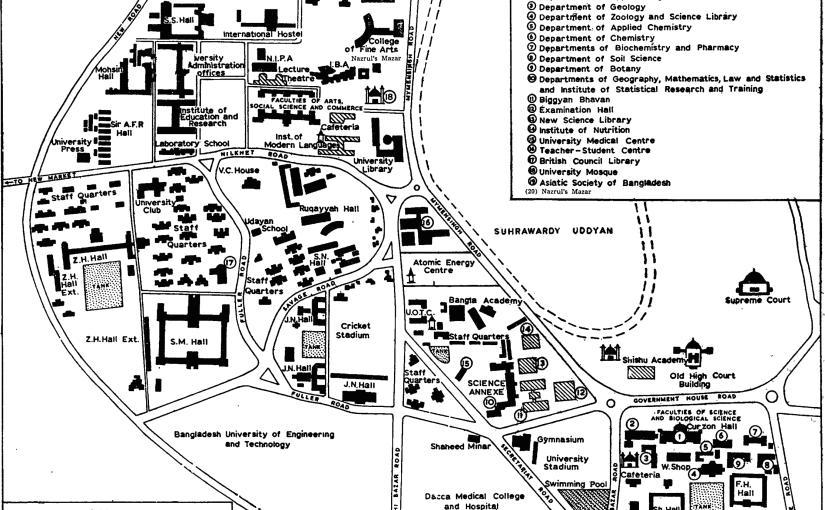 ③ Department of Geology
④ Department of Zoology and Science Library
⑤ Department of Applied Chemistry
⑥ Department of Chemistry
⑦ Departments of Biochemistry and Pharmacy
⑧ Department of Soil Science
⑨ Department of Botany
⑩ Departments of Geography, Mathematics, Law and Statistics
and Institute of Statistical Research and Training
⑪ Biggyan Bhavan
⑫ Examination Hall
⑬ New Science Library
⑭ Institute of Nutrition
⑮ University Medical Centre
⑯ Teacher-Student Centre
⑰ British Council Library
⑱ University Mosque
⑲ Asiatic Society of Bangladesh
(20) Nazrul's Mazar
NEW ROAD
S.S. Hall
International Hostel
College
of Fine Arts
Nazrul's Mazar
MYMENSINGH ROAD
Mohsin
Hall
University
Administration
offices
N.I.P.A
Lecture
Theatre
I.B.A
⑱
FACULTIES OF ARTS,
SOCIAL SCIENCE AND COMMERCE
Institute of
Education and
Research
Sir A.F.R
Hall
University
Press
Laboratory School
Cafeteria
Inst. of
Modern Languages
University
Library
NILKHET ROAD
TO NEW MARKET
V.C. House
Staff Quarters
University
Club
Ruqayyah Hall
Staff
Quarters
Udayan
School
MYMENSINGH ROAD
⑯
SUHRAWARDY UDDYAN
Z.H. Hall
S.N.
Hall
⑰
Atomic Energy
Centre
Z.H.
Hall
Ext.
TANK
FULLER ROAD
Staff
Quarters
SAVAGE ROAD
Supreme Court
Bangla Academy
U.O.T.C.
J.N. Hall
Cricket
Stadium
Z.H. Hall Ext.
S.M. Hall
TANK
Staff Quarters
TANK
⑭
⑬
⑮
Shishu Academy
Old High Court
Building
J.N. Hall
J.N. Hall
Staff
Quarters
SCIENCE
ANNEXE
⑩
⑪
⑫
FULLER ROAD
GOVERNMENT HOUSE ROAD
FACULTIES OF SCIENCE
AND BIOLOGICAL SCIENCE
Curzon Hall
② ① ⑥ ⑦
⑤
③ ④ ⑨ ⑧
W. Shop
Cafeteria
F.H.
Hall
TANK
Bangladesh University of Engineering
and Technology
Shaheed Minar
Gymnasium
University
Stadium
SECRETARIAT ROAD
Swimming Pool
BAZAR ROAD
ROAD
Dacca Medical College
and Hospital